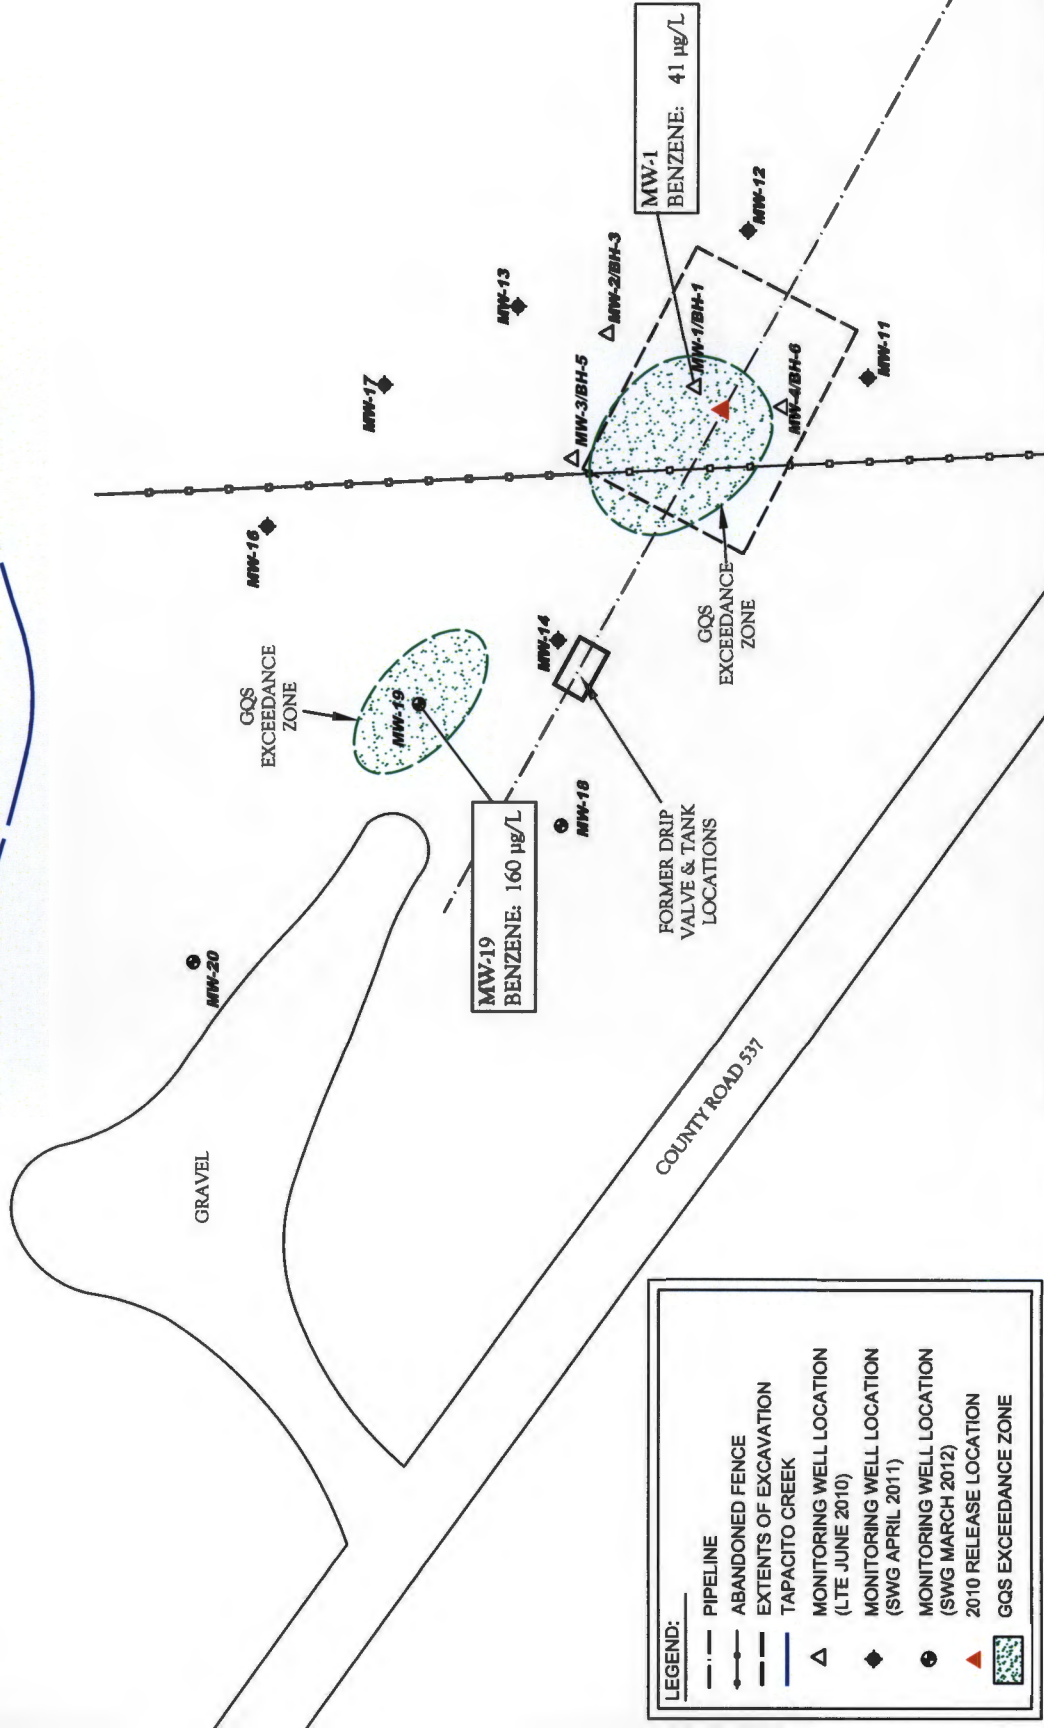 MW-20
GRAVEL
GQS
EXCEEDANCE
ZONE
MW-16
MW-17
MW-13
MW-19
MW-19
BENZENE: 160 µg/L
MW-18
MW-14
FORMER DRIP
VALVE & TANK
LOCATIONS
GQS
EXCEEDANCE
ZONE
MW-3/BH-5
MW-2/BH-3
MW-1
BENZENE: 41 µg/L
MW-1/BH-1
MW-12
MW-4/BH-6
MW-11
COUNTY ROAD 537
LEGEND:
PIPELINE
ABANDONED FENCE
EXTENTS OF EXCAVATION
TAPACITO CREEK
MONITORING WELL LOCATION
(LTE JUNE 2010)
MONITORING WELL LOCATION
(SWG APRIL 2011)
MONITORING WELL LOCATION
(SWG MARCH 2012)
2010 RELEASE LOCATION
GQS EXCEEDANCE ZONE